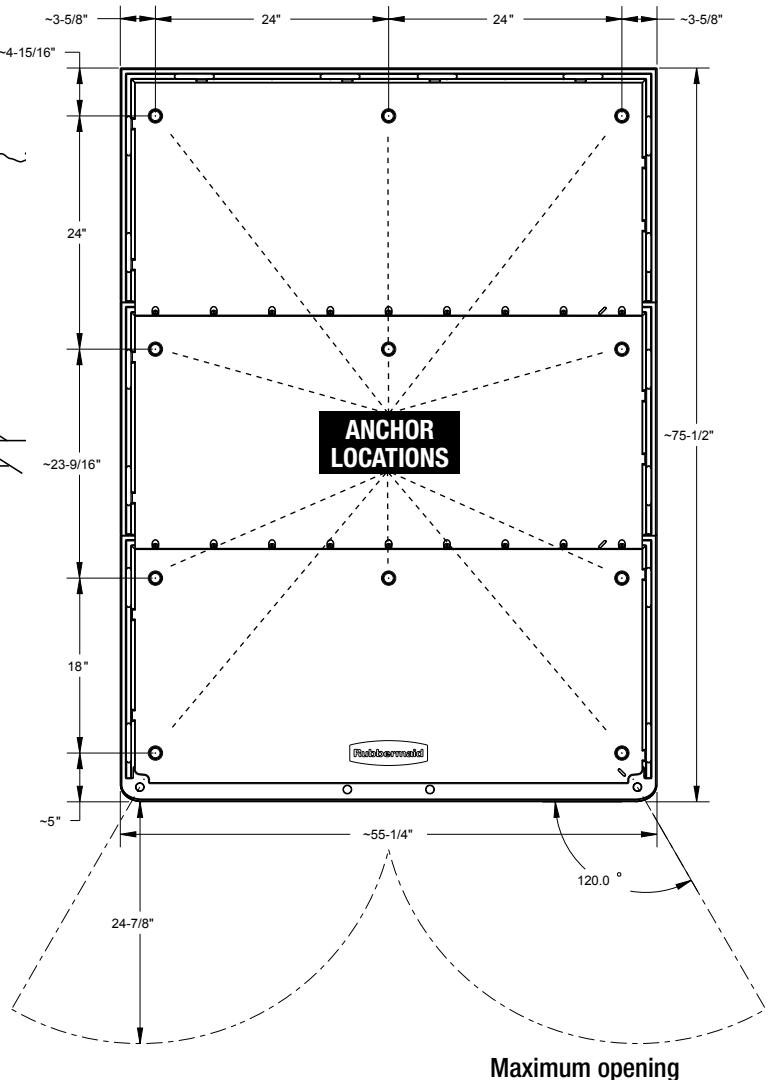 ~3-5/8" 24" 24" ~3-5/8"
~4-15/16"
24"
ANCHOR
LOCATIONS
~75-1/2"
~23-9/16"
18"
Rubbermaid
~5"
~55-1/4"
120.0 °
24-7/8"
Maximum opening